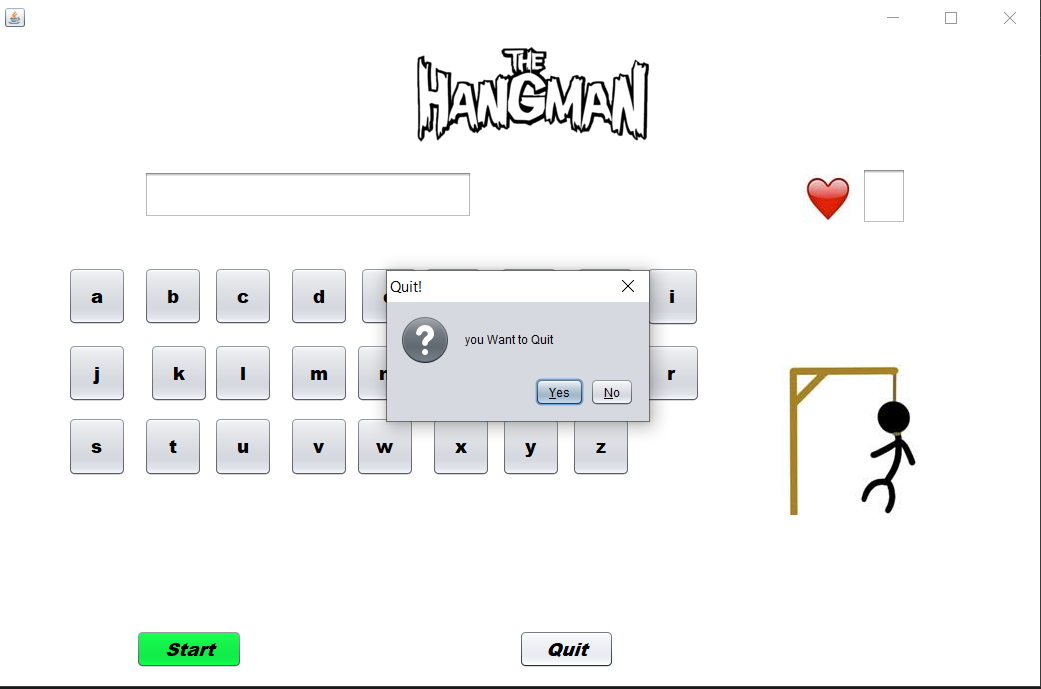 THE
HANGMAN
a b c d i
Quit!
you Want to Quit
Yes No
j k l m r
s t u v w x y z
Start Quit